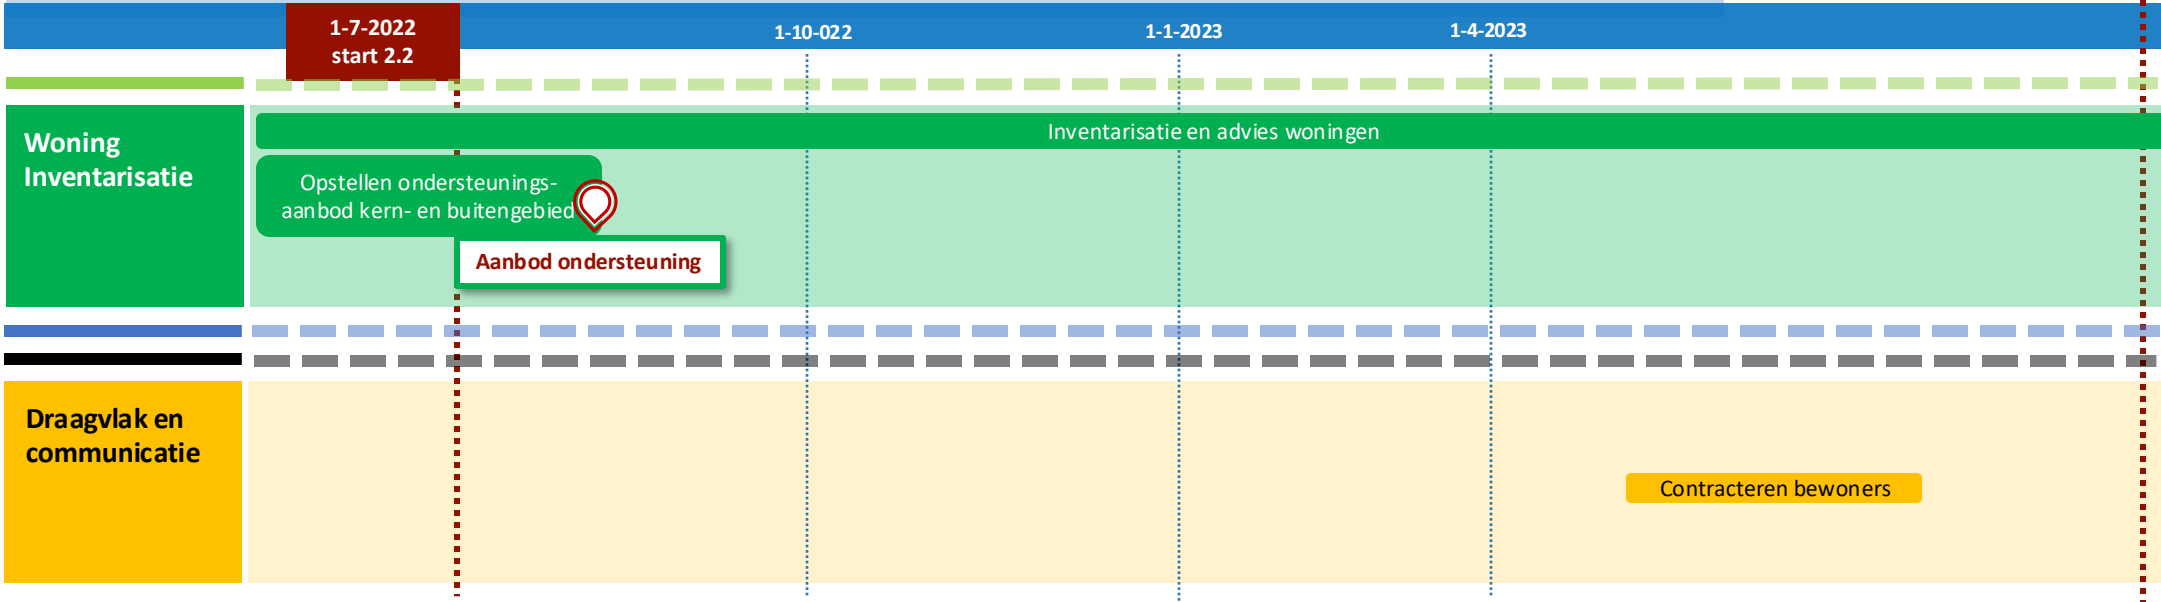 1-7-2022
start 2.2
1-10-022
1-1-2023
1-4-2023
Woning
Inventarisatie
Inventarisatie en advies woningen
Opstellen ondersteunings-
aanbod kern- en buitengebied
Aanbod ondersteuning
Draagvlak en
communicatie
Contracteren bewoners